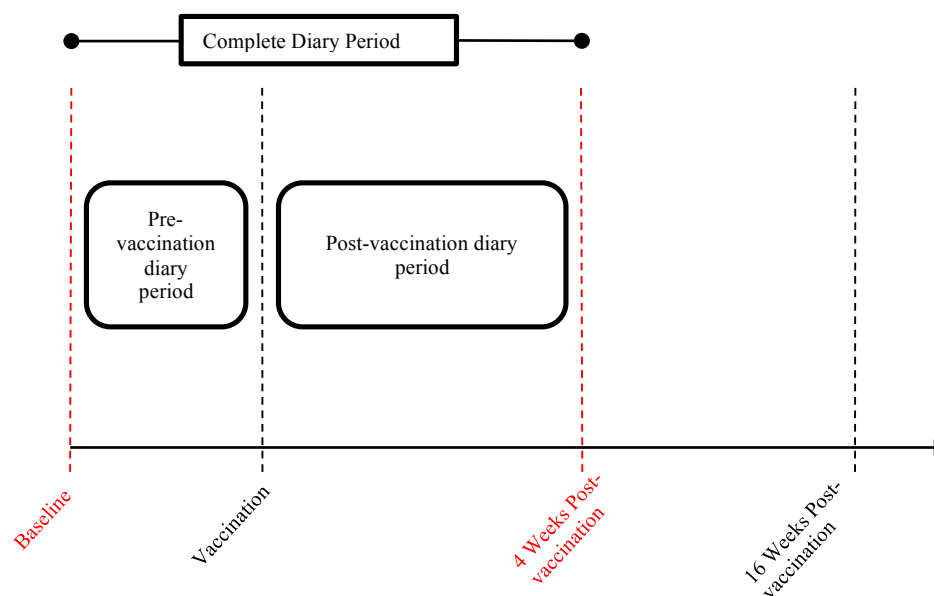 Complete Diary Period
Pre-
vaccination
diary
period
Post-vaccination diary
period
Baseline
Vaccination
4 Weeks Post-
vaccination
16 Weeks Post-
vaccination